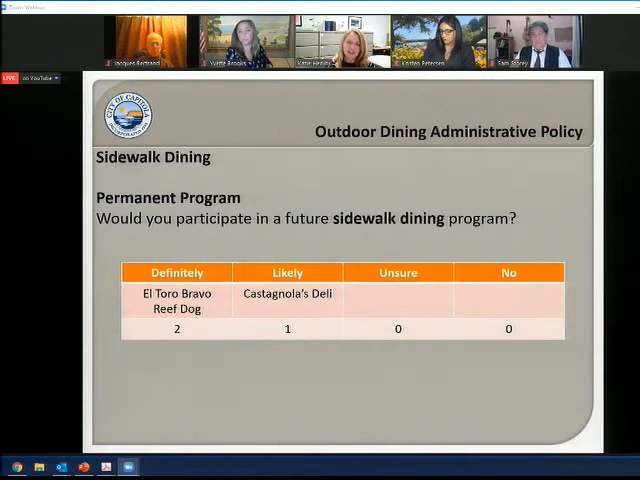 Zoom Webinar
Jacques Bertrand
Yvette Brooks
Katie Herlihy
Kristen Petersen
Sam Storey
LIVE on YouTube
CITY OF CAPITOLA
INCORPORATED 1949
Outdoor Dining Administrative Policy
Sidewalk Dining
Permanent Program
Would you participate in a future sidewalk dining program?
Definitely Likely Unsure No
El Toro Bravo Castagnola's Deli
Reef Dog
2 1 0 0